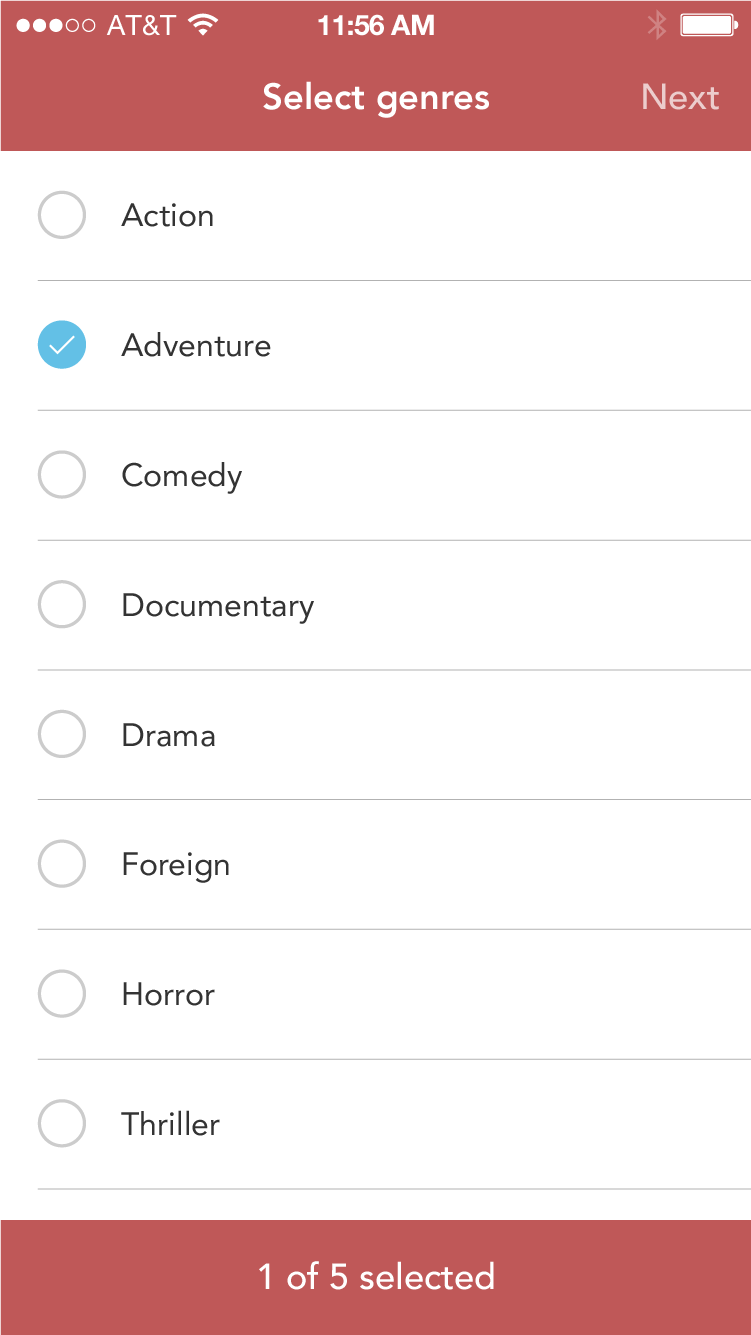 AT&T 11:56 AM
Select genres Next
Action
Adventure
Comedy
Documentary
Drama
Foreign
Horror
Thriller
1 of 5 selected